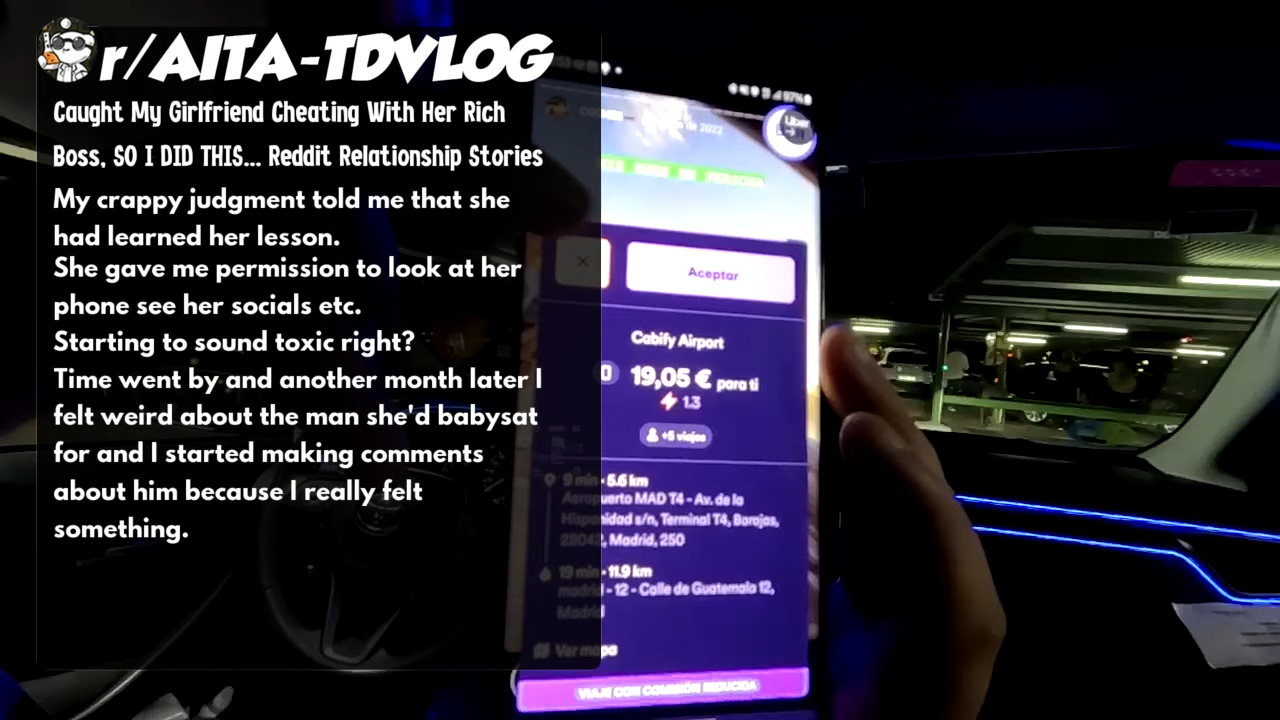 r/AITA-TDVLOG
Caught My Girlfriend Cheating With Her Rich
Boss, SO I DID THIS... Reddit Relationship Stories
My crappy judgment told me that she
had learned her lesson.
She gave me permission to look at her
phone see her socials etc.
Starting to sound toxic right?
Time went by and another month later I
felt weird about the man she'd babysat
for and I started making comments
about him because I really felt
something.
97%
de 2022
Uber
Aceptar
Cabify Airport
19,05 € para ti
1.3
+5 viajes
9 min • 5.6 km
Aeropuerto MAD T4 - Av. de la
Hispanidad s/n, Terminal T4, Barajas,
28042, Madrid, 250
19 min • 11.9 km
madrid - 12 - Calle de Guatemala 12,
Madrid
Ver mapa
VIAJE CON COMISIÓN REDUCIDA